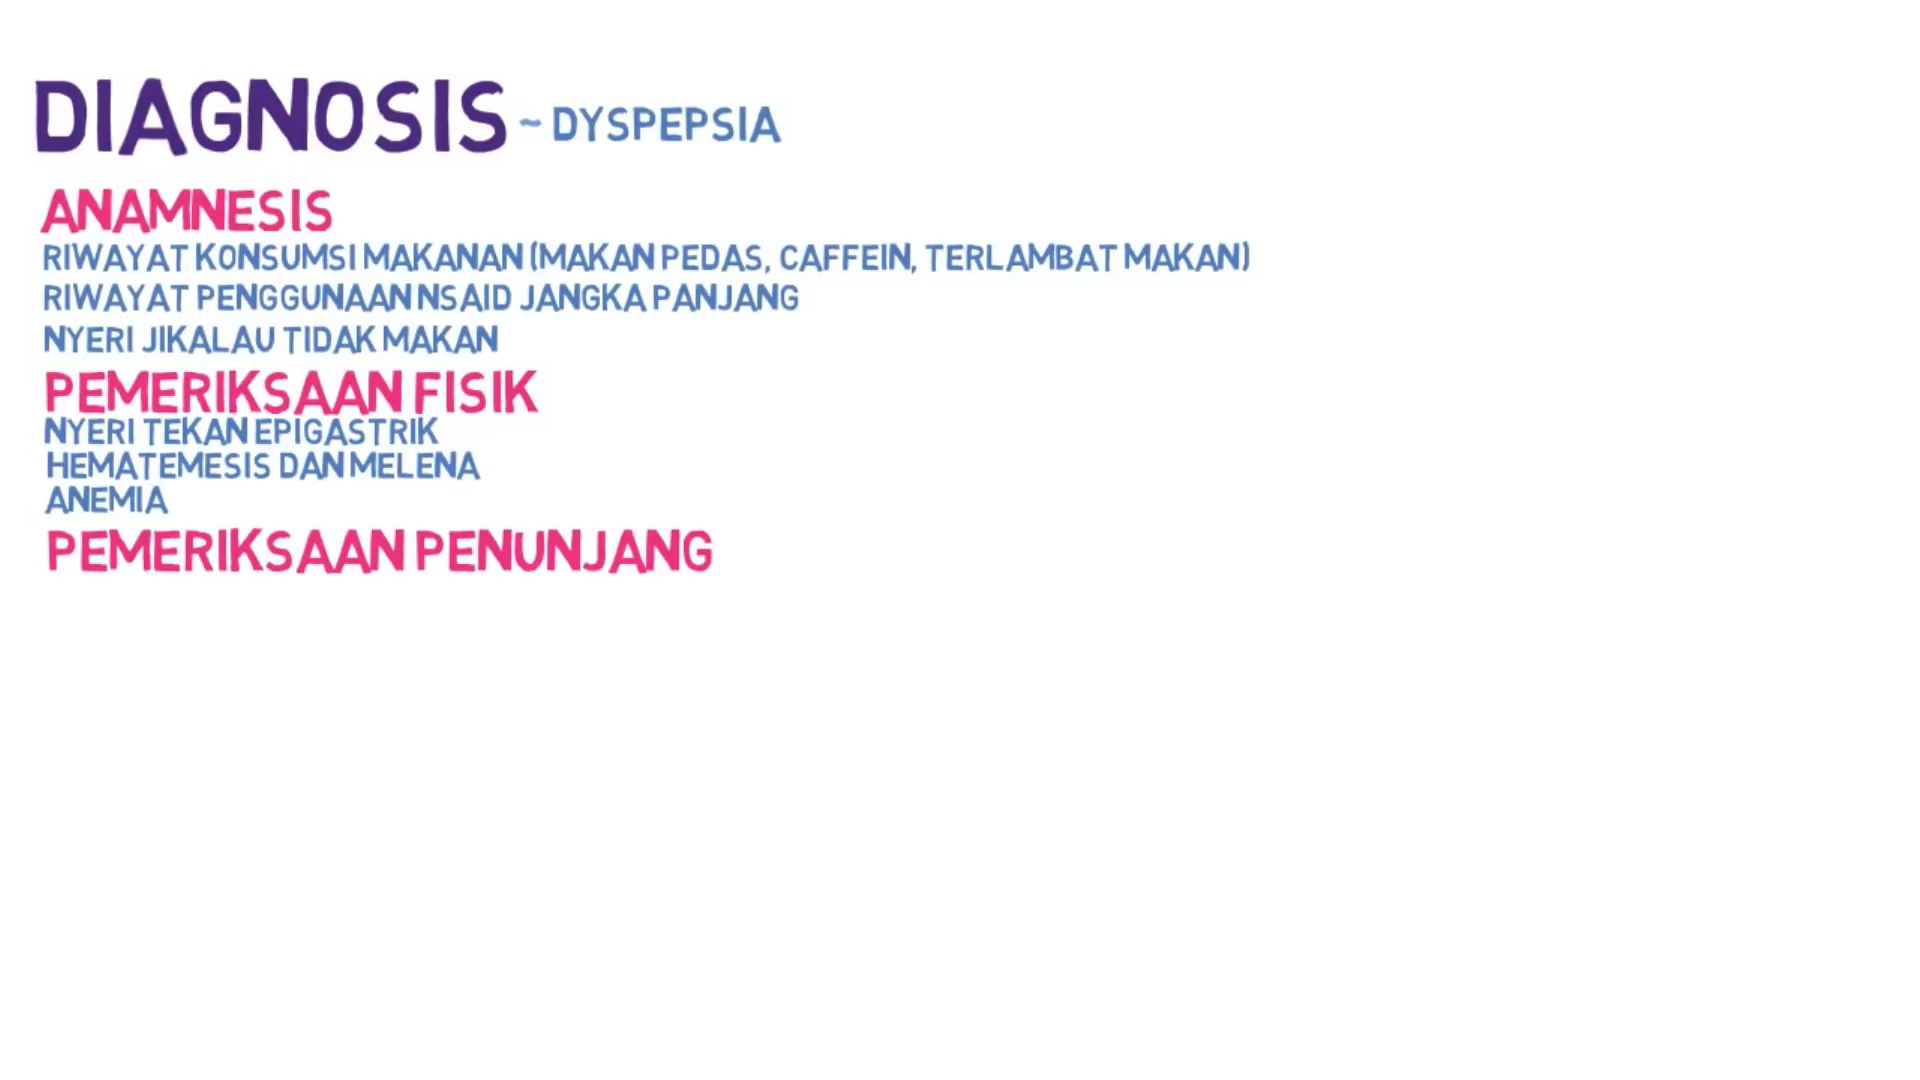 DIAGNOSIS ~ DYSPEPSIA
ANAMNESIS
RIWAYAT KONSUMSI MAKANAN (MAKAN PEDAS, CAFFEIN, TERLAMBAT MAKAN)
RIWAYAT PENGGUNAAN NSAID JANGKA PANJANG
NYERI JIKALAU TIDAK MAKAN
PEMERIKSAAN FISIK
NYERI TEKAN EPIGASTRIK
HEMATEMESIS DAN MELENA
ANEMIA
PEMERIKSAAN PENUNJANG